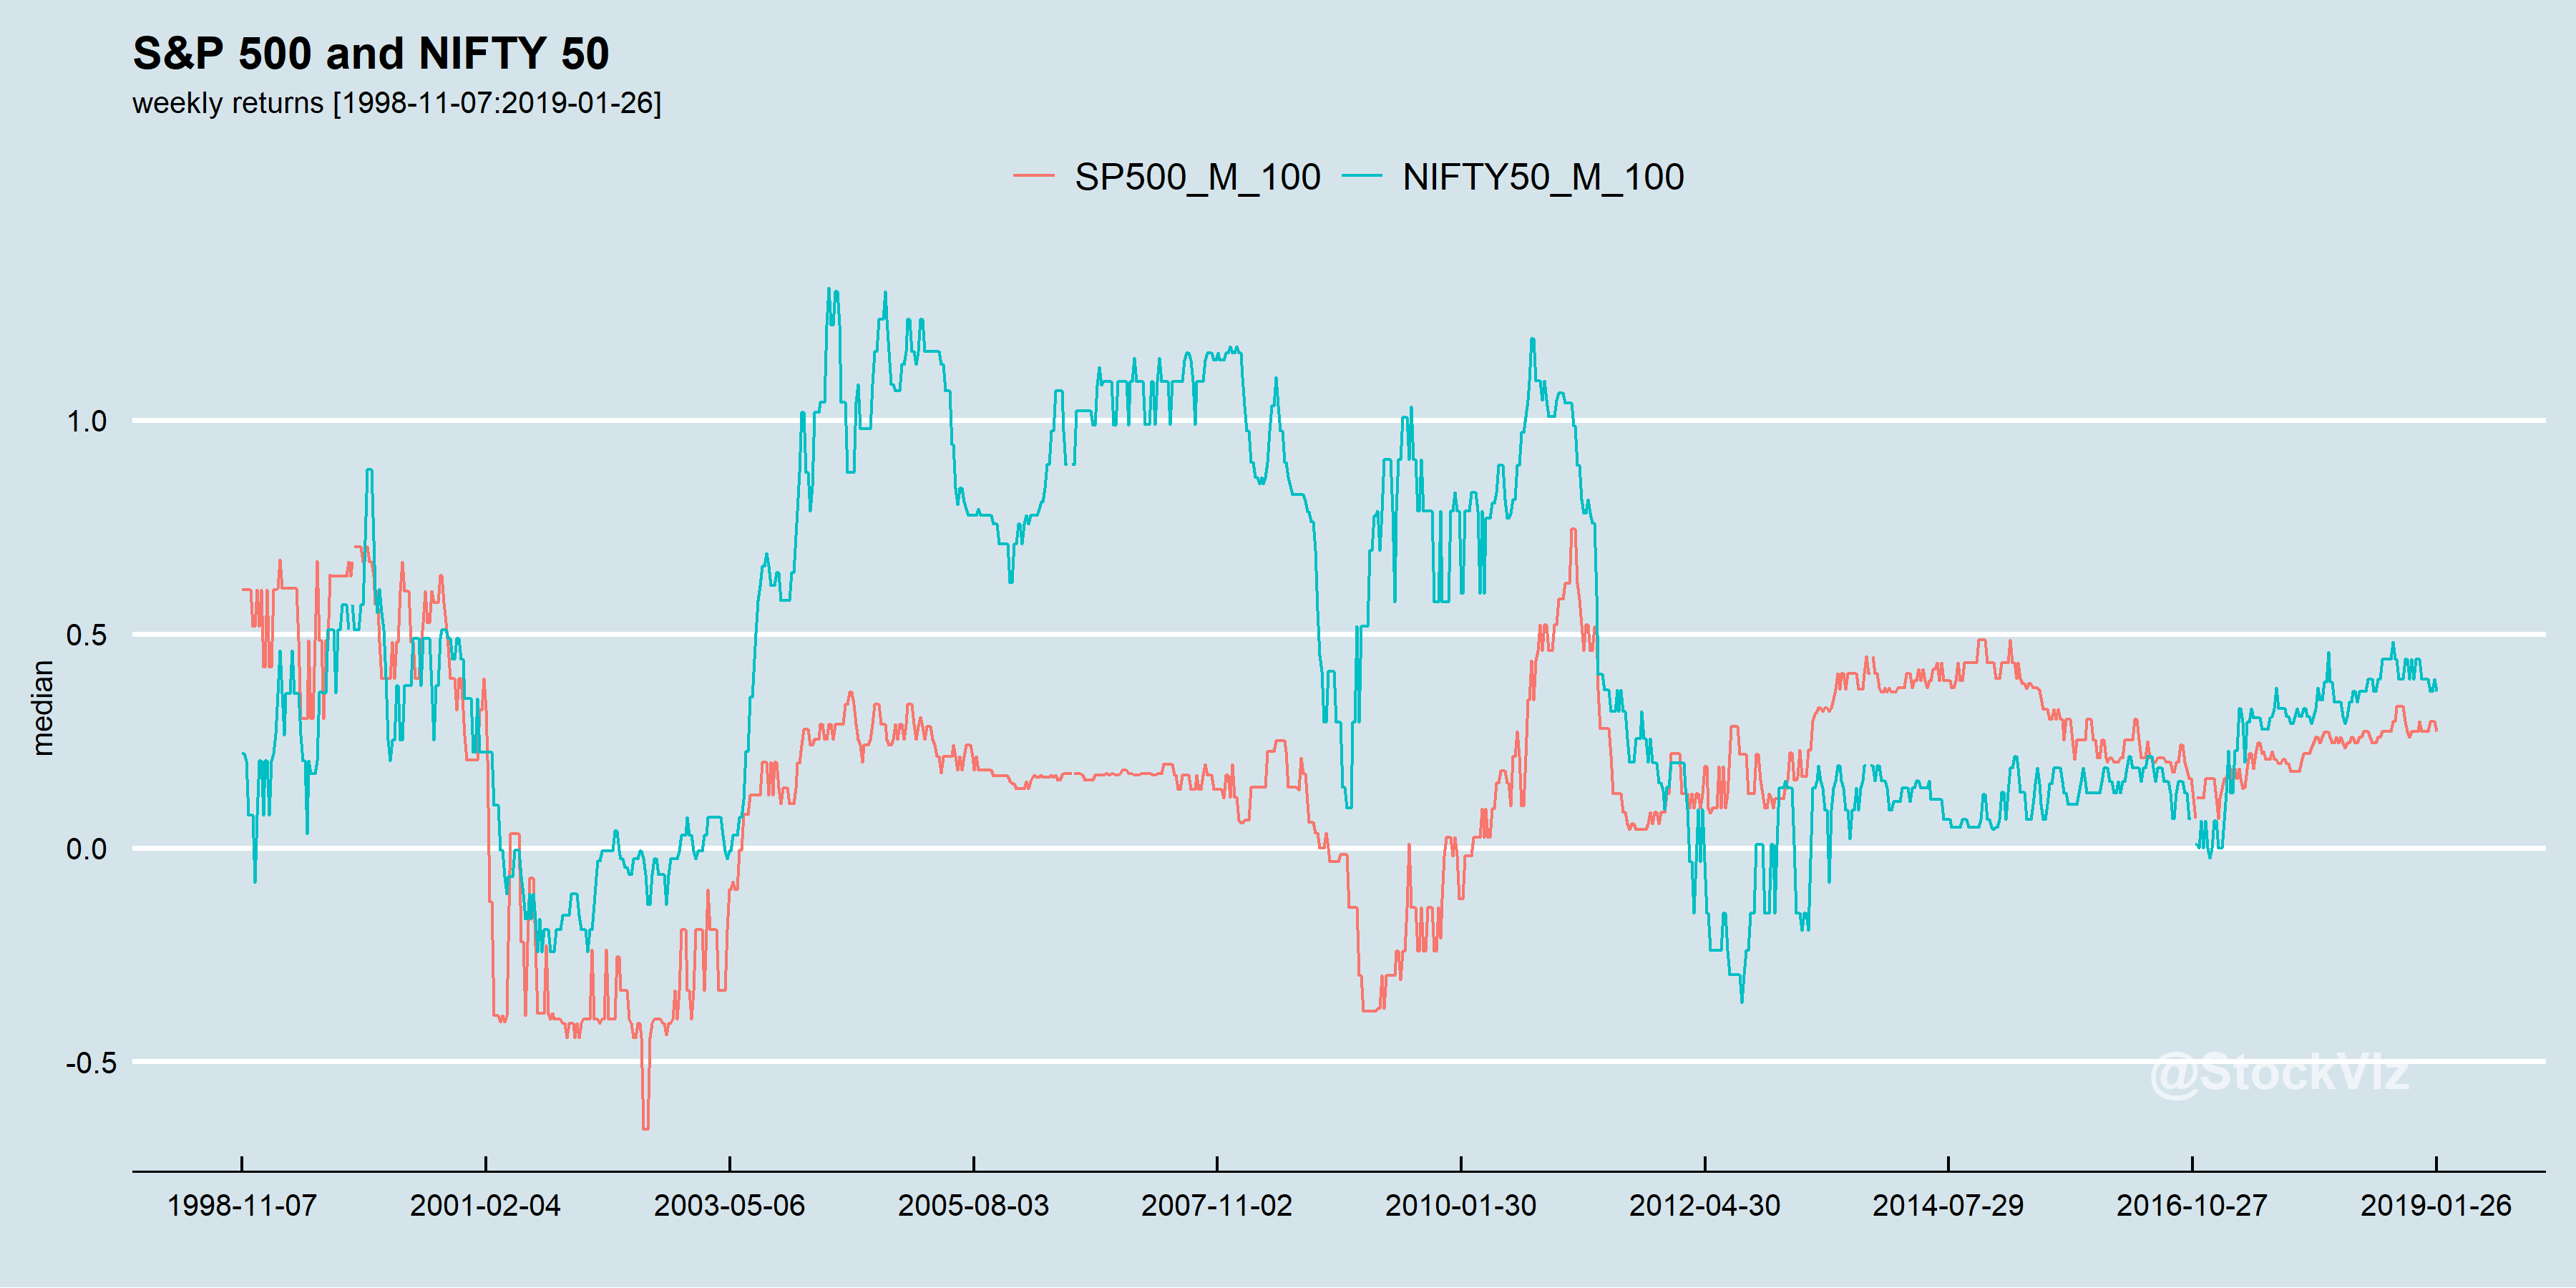 S&P 500 and NIFTY 50
weekly returns [1998-11-07:2019-01-26]
SP500_M_100 NIFTY50_M_100
1.0
0.5
0.0
-0.5
median
@StockViz
1998-11-07 2001-02-04 2003-05-06 2005-08-03 2007-11-02 2010-01-30 2012-04-30 2014-07-29 2016-10-27 2019-01-26